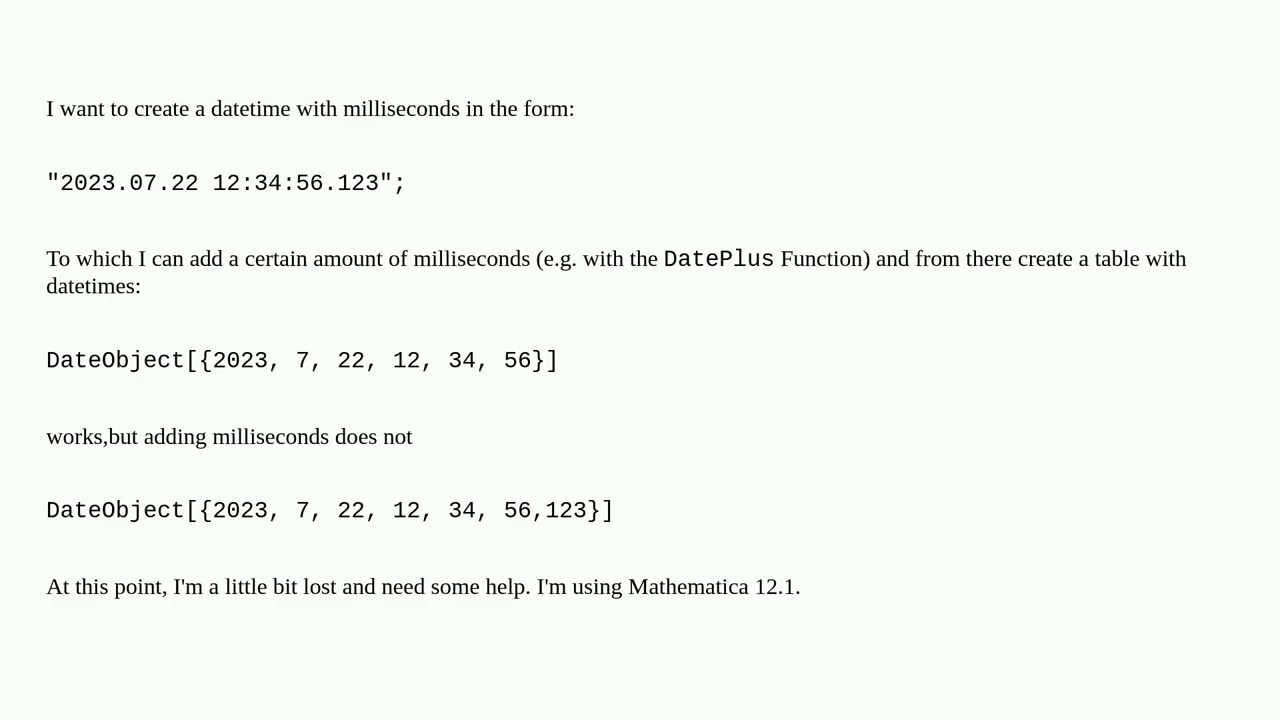 I want to create a datetime with milliseconds in the form:
"2023.07.22 12:34:56.123";
To which I can add a certain amount of milliseconds (e.g. with the DatePlus Function) and from there create a table with
datetimes:
DateObject[{2023, 7, 22, 12, 34, 56}]
works,but adding milliseconds does not
DateObject[{2023, 7, 22, 12, 34, 56,123}]
At this point, I'm a little bit lost and need some help. I'm using Mathematica 12.1.